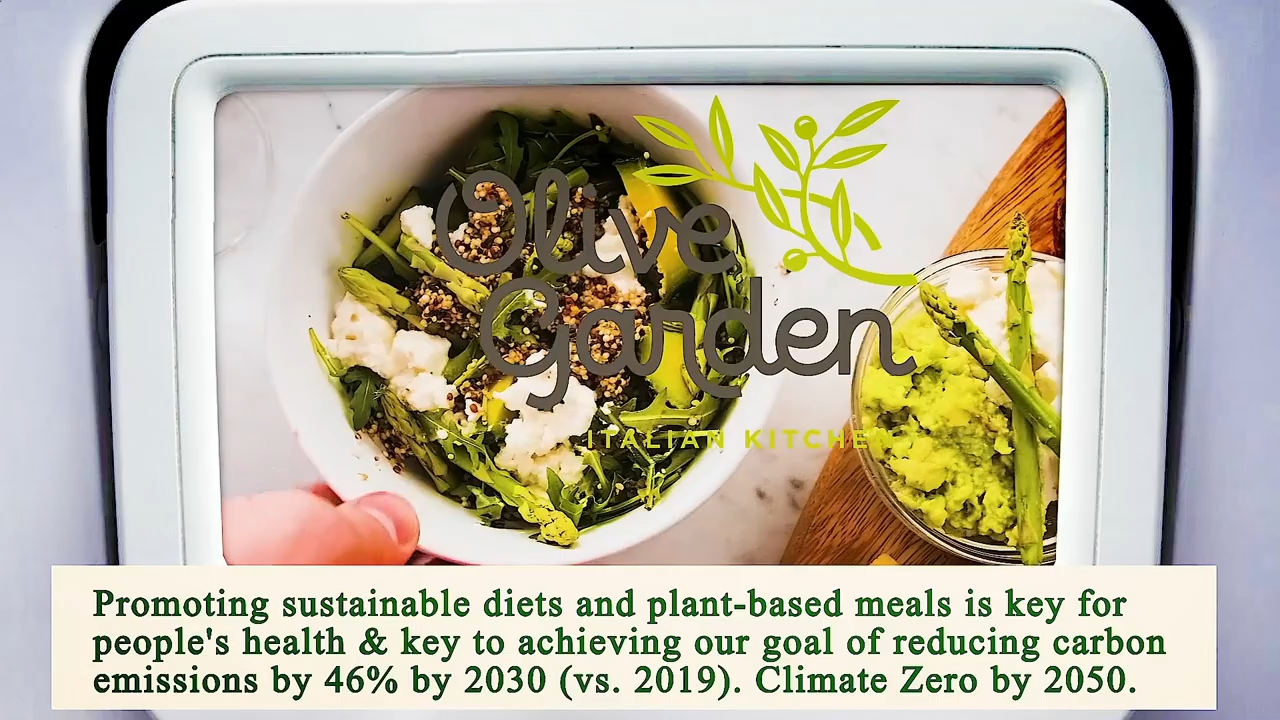 Olive
Garden
ITALIAN KITCHEN
Promoting sustainable diets and plant-based meals is key for
people's health & key to achieving our goal of reducing carbon
emissions by 46% by 2030 (vs. 2019). Climate Zero by 2050.